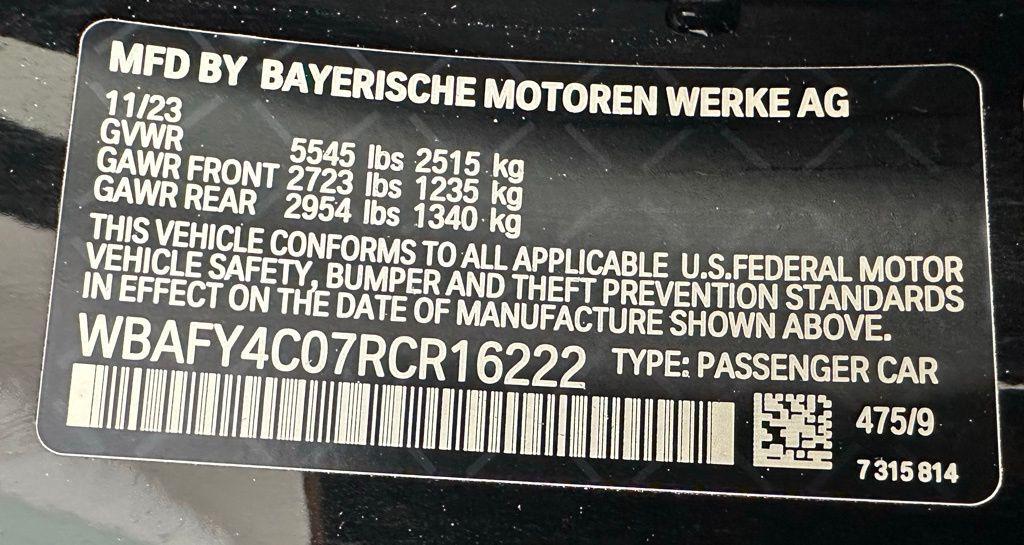 MFD BY BAYERISCHE MOTOREN WERKE AG
11/23
GVWR 5545 lbs 2515 kg
GAWR FRONT 2723 lbs 1235 kg
GAWR REAR 2954 lbs 1340 kg
THIS VEHICLE CONFORMS TO ALL APPLICABLE U.S.FEDERAL MOTOR
VEHICLE SAFETY, BUMPER AND THEFT PREVENTION STANDARDS
IN EFFECT ON THE DATE OF MANUFACTURE SHOWN ABOVE.
WBAFY4C07RCR16222 TYPE: PASSENGER CAR
475/9
7 315 814